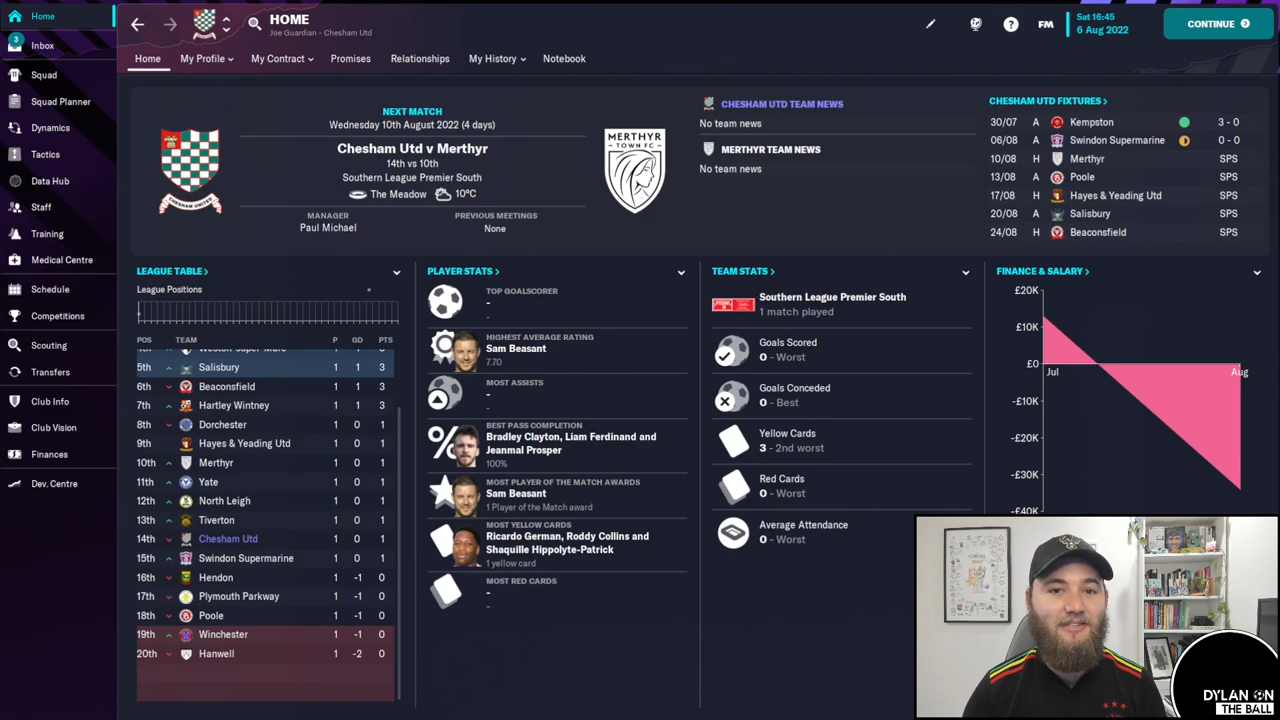 Home
3
Inbox
Squad
Squad Planner
Dynamics
Tactics
Data Hub
Staff
Training
Medical Centre
Schedule
Competitions
Scouting
Transfers
Club Info
Club Vision
Finances
Dev. Centre
HOME
Joe Guardian - Chesham Utd
FM
Sat 16:45
6 Aug 2022
CONTINUE
Home My Profile My Contract Promises Relationships My History Notebook
CHESHAM UNITED
NEXT MATCH
Wednesday 10th August 2022 (4 days)
Chesham Utd v Merthyr
14th vs 10th
Southern League Premier South
The Meadow 10°C
MANAGER
Paul Michael
PREVIOUS MEETINGS
None
MERTHYR
TOWN FC
CHESHAM UTD TEAM NEWS
No team news
MERTHYR TEAM NEWS
No team news
CHESHAM UTD FIXTURES
30/07 A Kempston 3 - 0
06/08 A Swindon Supermarine 0 - 0
10/08 H Merthyr SPS
13/08 A Poole SPS
17/08 H Hayes & Yeading Utd SPS
20/08 A Salisbury SPS
24/08 H Beaconsfield SPS
LEAGUE TABLE
League Positions
POS TEAM P GD PTS
4th Weston-super-Mare 1 1 3
5th Salisbury 1 1 3
6th Beaconsfield 1 1 3
7th Hartley Wintney 1 1 3
8th Dorchester 1 0 1
9th Hayes & Yeading Utd 1 0 1
10th Merthyr 1 0 1
11th Yate 1 0 1
12th North Leigh 1 0 1
13th Tiverton 1 0 1
14th Chesham Utd 1 0 1
15th Swindon Supermarine 1 0 1
16th Hendon 1 -1 0
17th Plymouth Parkway 1 -1 0
18th Poole 1 -1 0
19th Winchester 1 -1 0
20th Hanwell 1 -2 0
PLAYER STATS
TOP GOALSCORER
-
-
HIGHEST AVERAGE RATING
Sam Beasant
7.70
MOST ASSISTS
-
-
BEST PASS COMPLETION
Bradley Clayton, Liam Ferdinand and
Jeanmal Prosper
100%
MOST PLAYER OF THE MATCH AWARDS
Sam Beasant
1 Player of the Match award
MOST YELLOW CARDS
Ricardo German, Roddy Collins and
Shaquille Hippolyte-Patrick
1 yellow card
MOST RED CARDS
-
-
TEAM STATS
Southern League Premier South
1 match played
Goals Scored
0 - Worst
Goals Conceded
0 - Best
Yellow Cards
3 - 2nd worst
Red Cards
0 - Worst
Average Attendance
0 - Worst
FINANCE & SALARY
£20K
£10K
£0
-£10K
-£20K
-£30K
-£40K
Jul Aug
DYLAN ON
THE BALL